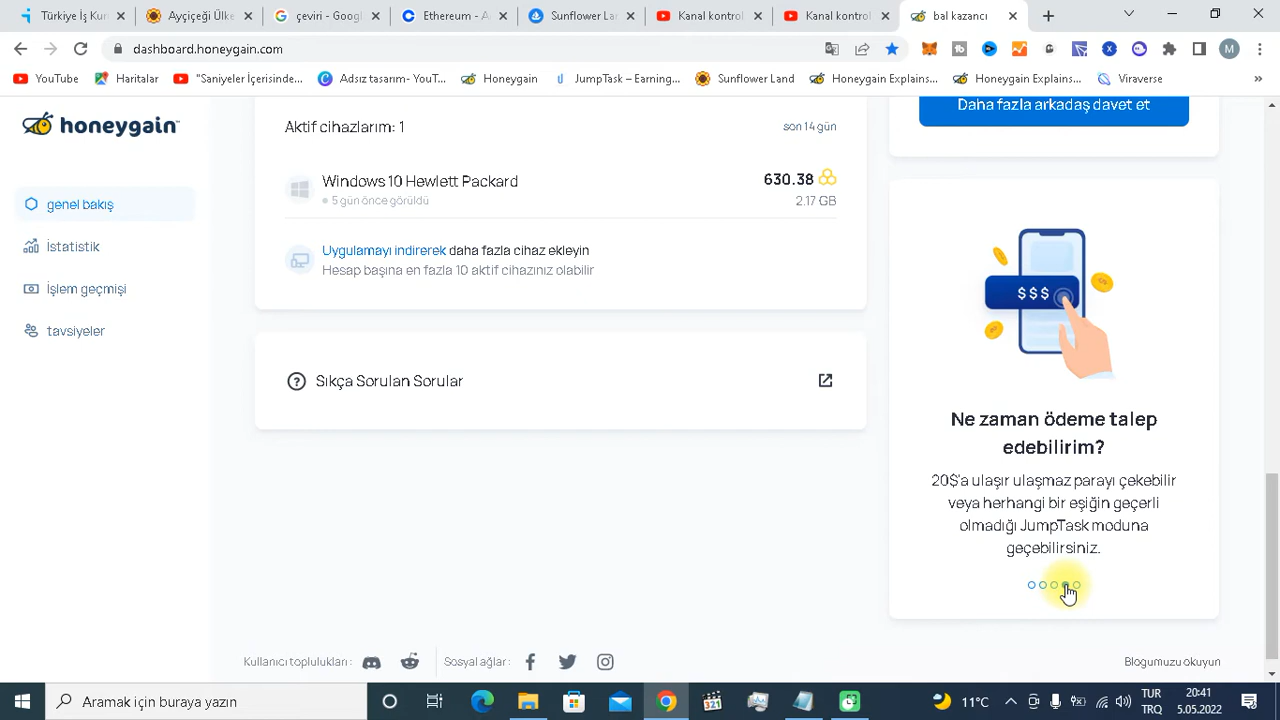 Türkiye İş Kur
Ayçiçeği Ülk
çeviri - Googl
Ethereum - A
Sunflower La
Kanal kontrol
Kanal kontrol
bal kazancı
dashboard.honeygain.com
M
YouTube
Haritalar
"Saniyeler İçerisinde...
Adsız tasarım- YouT...
Honeygain
JumpTask – Earning...
Sunflower Land
Honeygain Explains...
Honeygain Explains...
Viraverse
honeygain
genel bakış
İstatistik
İşlem geçmişi
tavsiyeler
Aktif cihazlarım: 1
son 14 gün
Windows 10 Hewlett Packard
5 gün önce görüldü
630.38
2.17 GB
Uygulamayı indirerek daha fazla cihaz ekleyin
Hesap başına en fazla 10 aktif cihazınız olabilir
Sıkça Sorulan Sorular
Daha fazla arkadaş davet et
$$$
Ne zaman ödeme talep
edebilirim?
20$'a ulaşır ulaşmaz parayı çekebilir
veya herhangi bir eşiğin geçerli
olmadığı JumpTask moduna
geçebilirsiniz.
Kullanıcı toplulukları:
Sosyal ağlar:
Blogumuzu okuyun
Aramak için buraya yazın
321
11°C
TUR
TRQ
20:41
5.05.2022